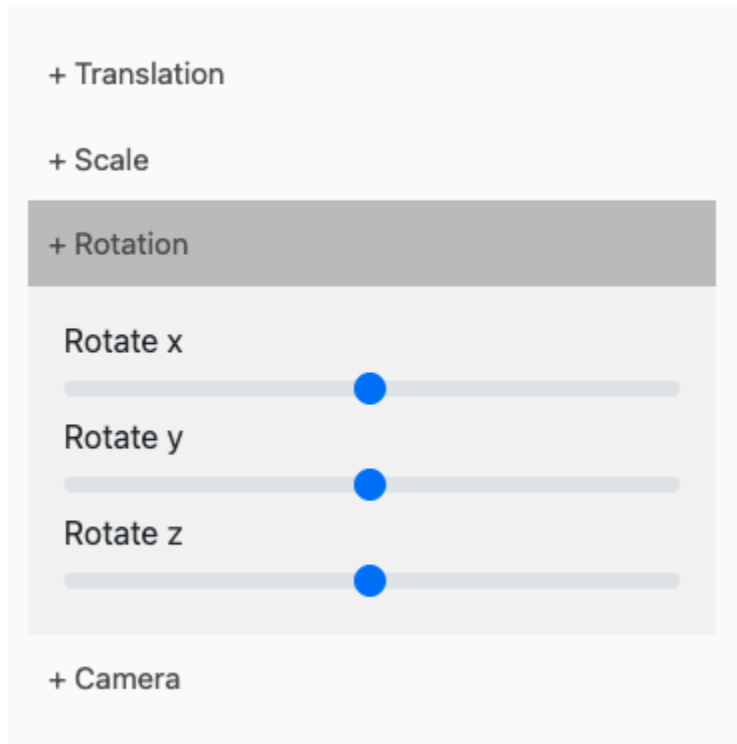 + Translation
+ Scale
+ Rotation
Rotate x
Rotate y
Rotate z
+ Camera